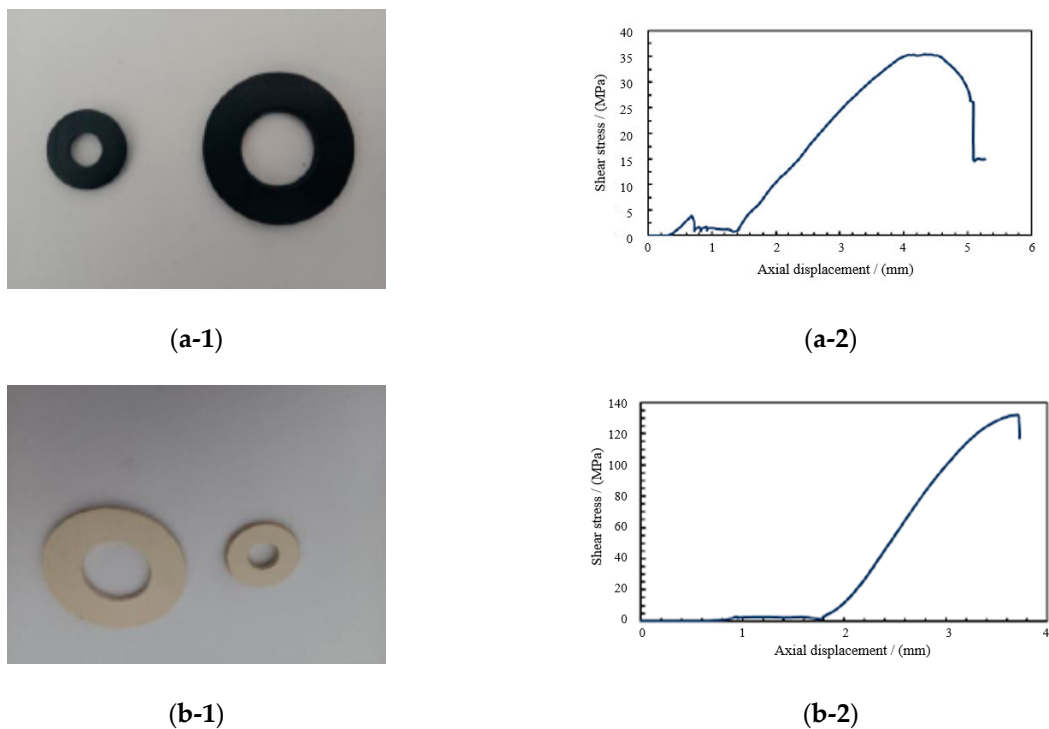 40
35
30
25
20
15
10
5
0
Shear stress / (MPa)
0 1 2 3 4 5 6
Axial displacement / (mm)
(a-1) (a-2)
140
120
100
80
60
40
20
0
Shear stress / (MPa)
0 1 2 3 4
Axial displacement / (mm)
(b-1) (b-2)